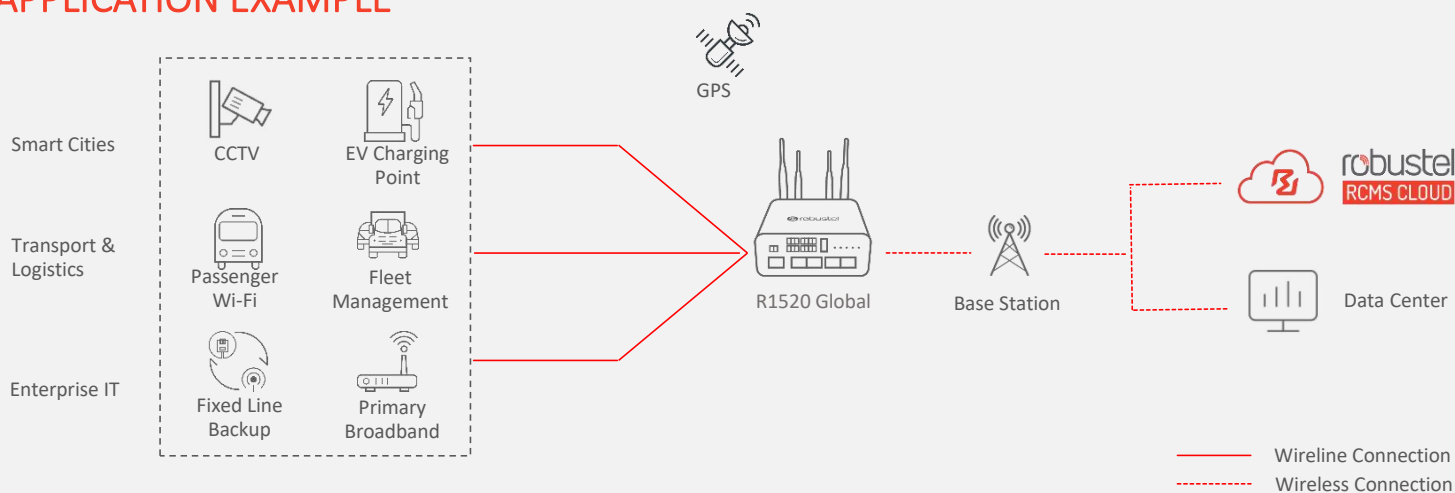 APPLICATION EXAMPLE
GPS
Smart Cities
CCTV
EV Charging
Point
Transport &
Logistics
Passenger
Wi-Fi
Fleet
Management
Enterprise IT
Fixed Line
Backup
Primary
Broadband
robustel
R1520 Global
Base Station
robustel
RCMS CLOUD
Data Center
Wireline Connection
Wireless Connection